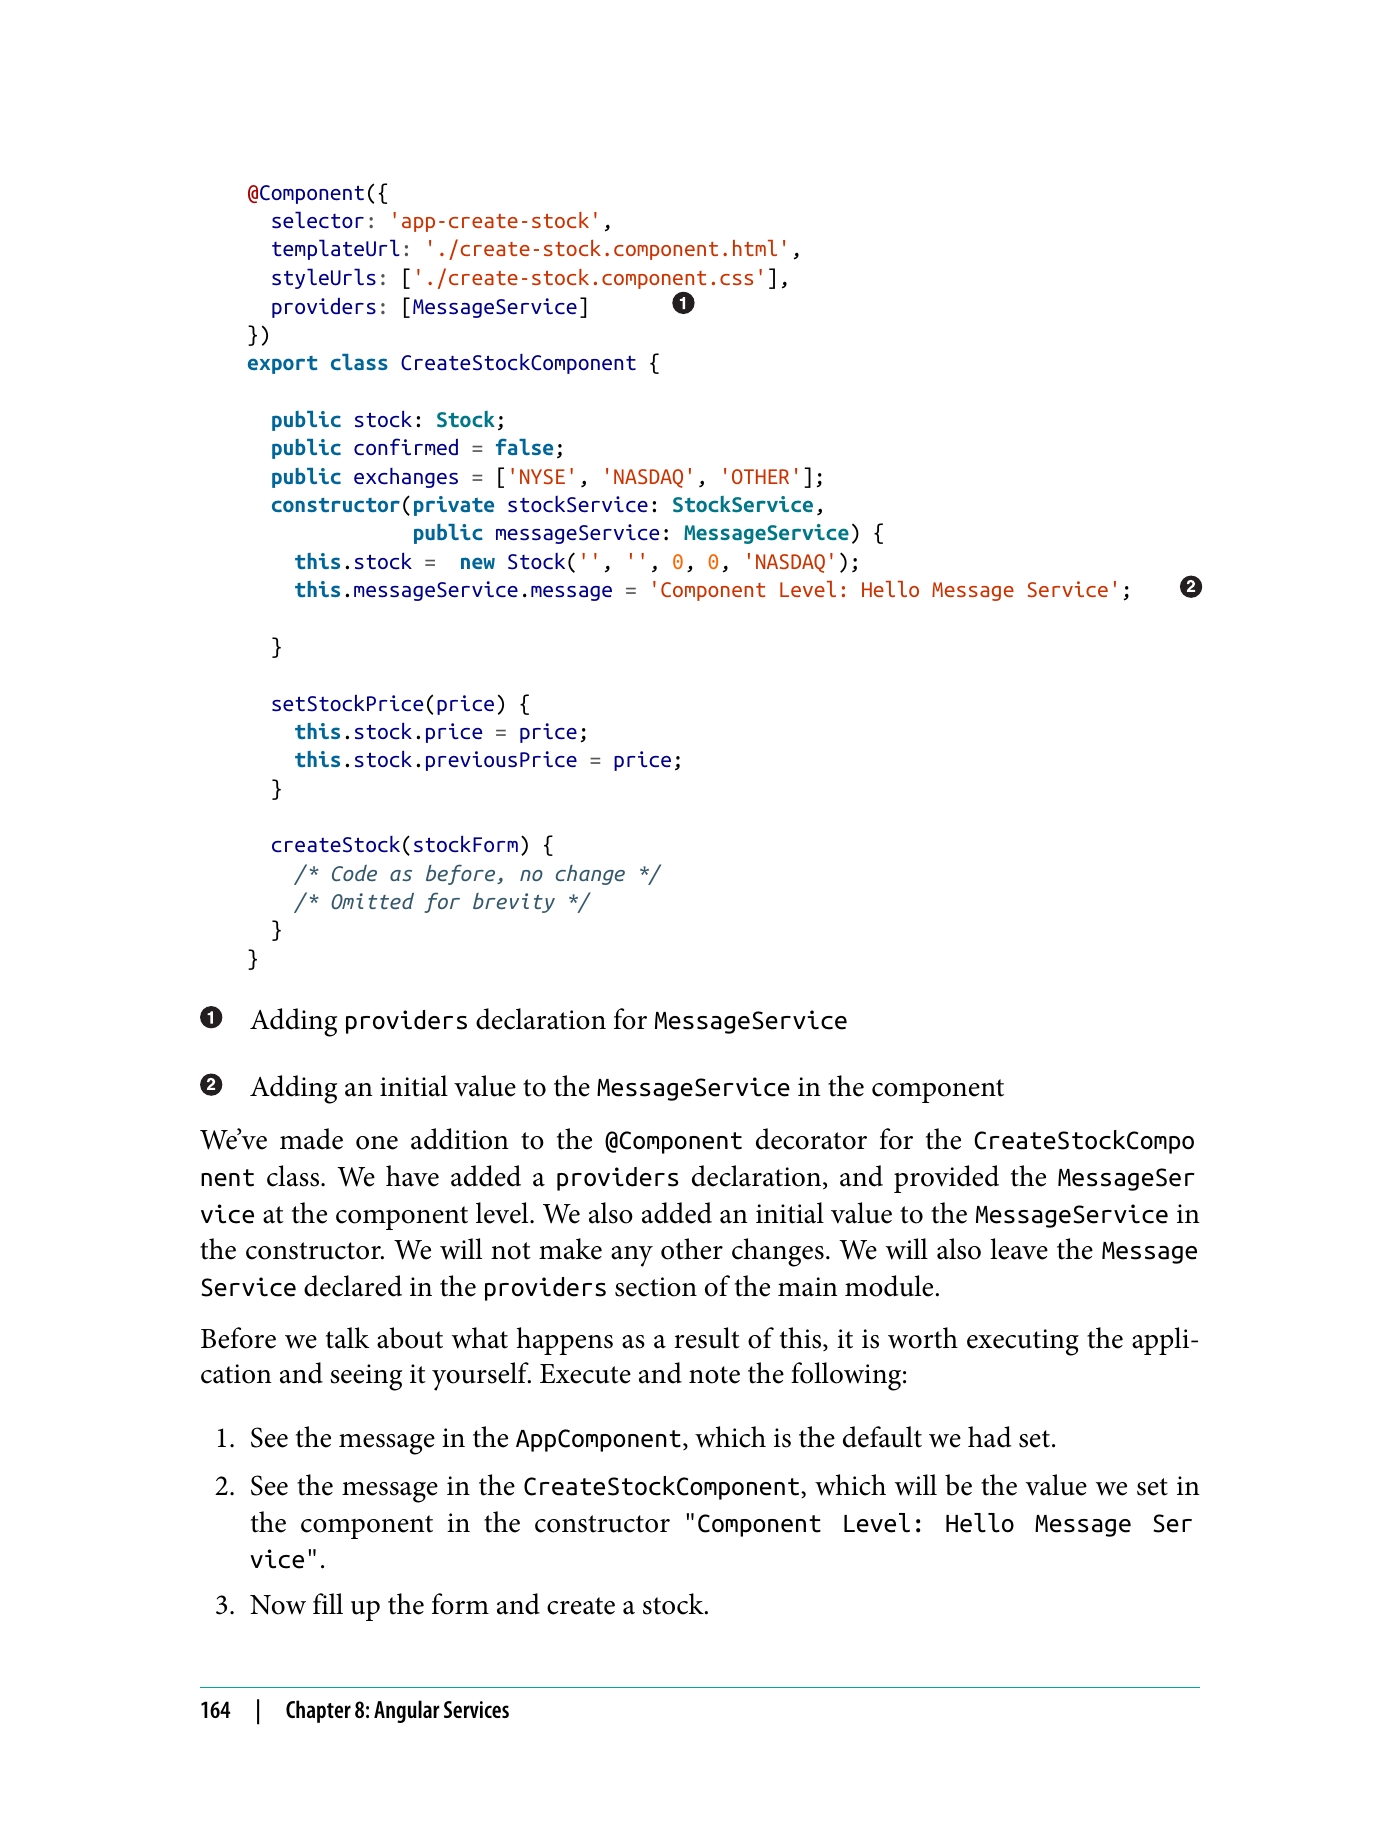 @Component({
  selector: 'app-create-stock',
  templateUrl: './create-stock.component.html',
  styleUrls: ['./create-stock.component.css'],
  providers: [MessageService]       ❶
})
export class CreateStockComponent {

  public stock: Stock;
  public confirmed = false;
  public exchanges = ['NYSE', 'NASDAQ', 'OTHER'];
  constructor(private stockService: StockService,
              public messageService: MessageService) {
    this.stock =  new Stock('', '', 0, 0, 'NASDAQ');
    this.messageService.message = 'Component Level: Hello Message Service';    ❷

  }

  setStockPrice(price) {
    this.stock.price = price;
    this.stock.previousPrice = price;
  }

  createStock(stockForm) {
    /* Code as before, no change */
    /* Omitted for brevity */
  }
}
❶ Adding providers declaration for MessageService
❷ Adding an initial value to the MessageService in the component
We’ve made one addition to the @Component decorator for the CreateStockCompo
nent class. We have added a providers declaration, and provided the MessageSer
vice at the component level. We also added an initial value to the MessageService in
the constructor. We will not make any other changes. We will also leave the Message
Service declared in the providers section of the main module.
Before we talk about what happens as a result of this, it is worth executing the appli-
cation and seeing it yourself. Execute and note the following:
1. See the message in the AppComponent, which is the default we had set.
2. See the message in the CreateStockComponent, which will be the value we set in
the component in the constructor "Component Level: Hello Message Ser
vice".
3. Now fill up the form and create a stock.
164 | Chapter 8: Angular Services